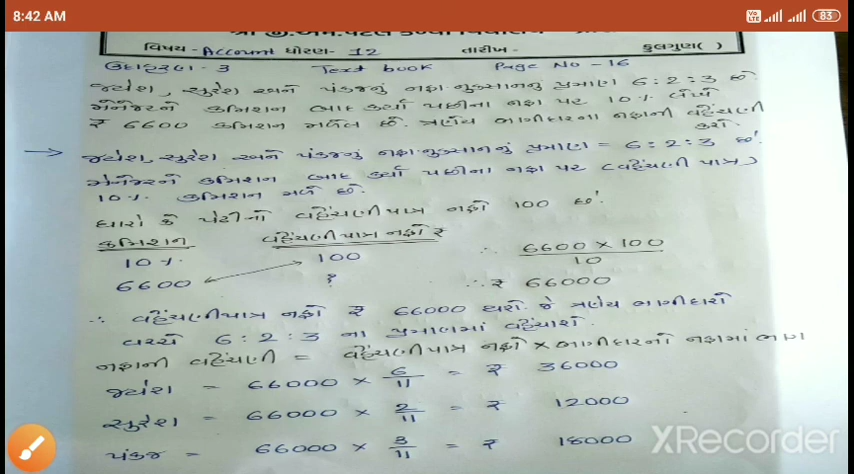 8:42 AM
83
વિષય - Account ધોરણ - 12 તારીખ - કુલગુણ( )
ઉદાહરણ - 3 Text book Page No - 16
જયેશ, સુરેશ અને પંકજનું નફા-નુકસાનનું પ્રમાણ 6:2:3 છે.
મેનેજરને કમિશન બાદ કર્યા પછીના નફા પર 10% લેખે
₹ 6600 કમિશન મળેલ છે. ત્રણેય ભાગીદારના નફાની વહેંચણી
કરો.
→ જયેશ, સુરેશ અને પંકજનું નફા-નુકસાનનું પ્રમાણ = 6:2:3 છે.
મેનેજરને કમિશન બાદ કર્યા પછીના નફા પર (વહેંચણી પાત્ર)
10% કમિશન મળે છે.
ધારો કે પેઢીનો વહેંચણીપાત્ર નફો 100 છે.
કમિશન વહેંચણીપાત્ર નફો ₹
10% 100 ∴ 6600 × 100 / 10
6600 ? ∴ ₹ 66000
∴ વહેંચણીપાત્ર નફો ₹ 66000 થશે. જે ત્રણેય ભાગીદારો
વચ્ચે 6:2:3 ના પ્રમાણમાં વહેંચાશે.
નફાની વહેંચણી = વહેંચણીપાત્ર નફો × ભાગીદારનો નફામાં ભાગ
જયેશ = 66000 × 6/11 = ₹ 36000
સુરેશ = 66000 × 2/11 = ₹ 12000
પંકજ = 66000 × 3/11 = ₹ 18000
XRecorder